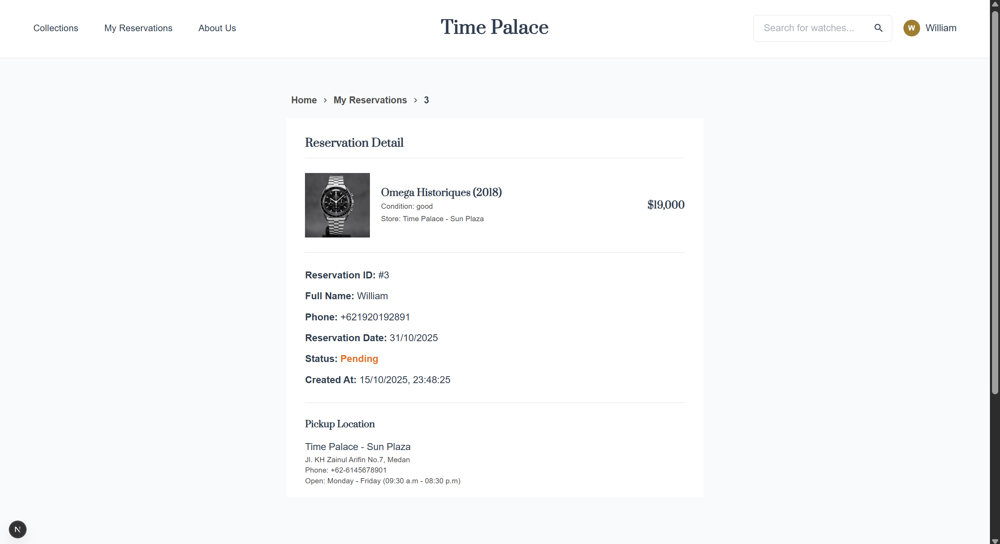 Collections My Reservations About Us Time Palace Search for watches... W William
Home > My Reservations > 3
Reservation Detail
Omega Historiques (2018)
Condition: good
Store: Time Palace - Sun Plaza
$19,000
Reservation ID: #3
Full Name: William
Phone: +621920192891
Reservation Date: 31/10/2025
Status: Pending
Created At: 15/10/2025, 23:48:25
Pickup Location
Time Palace - Sun Plaza
Jl. KH Zainul Arifin No.7, Medan
Phone: +62-6145678901
Open: Monday - Friday (09:30 a.m - 08:30 p.m)
N